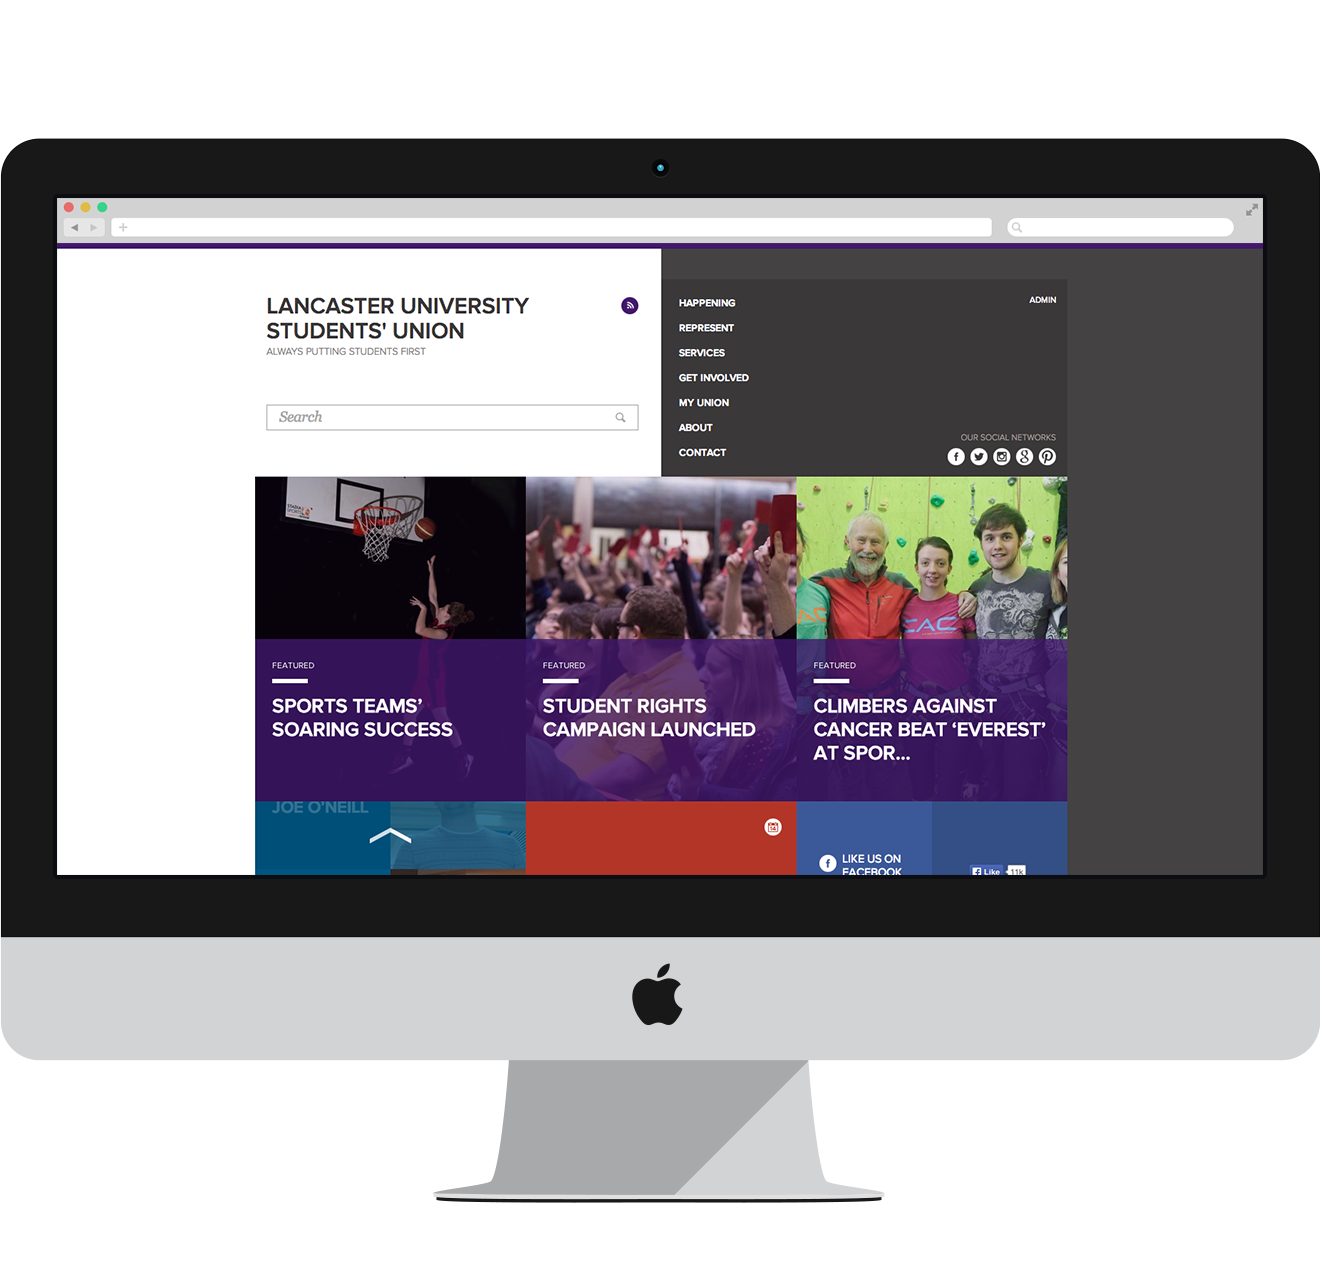 LANCASTER UNIVERSITY
STUDENTS' UNION
ALWAYS PUTTING STUDENTS FIRST
Search
HAPPENING
REPRESENT
SERVICES
GET INVOLVED
MY UNION
ABOUT
CONTACT
ADMIN
OUR SOCIAL NETWORKS
CAC
FEATURED
SPORTS TEAMS’
SOARING SUCCESS
FEATURED
STUDENT RIGHTS
CAMPAIGN LAUNCHED
FEATURED
CLIMBERS AGAINST
CANCER BEAT ‘EVEREST’
AT SPOR...
JOE O'NEILL
14
LIKE US ON
FACEBOOK
Like 11k